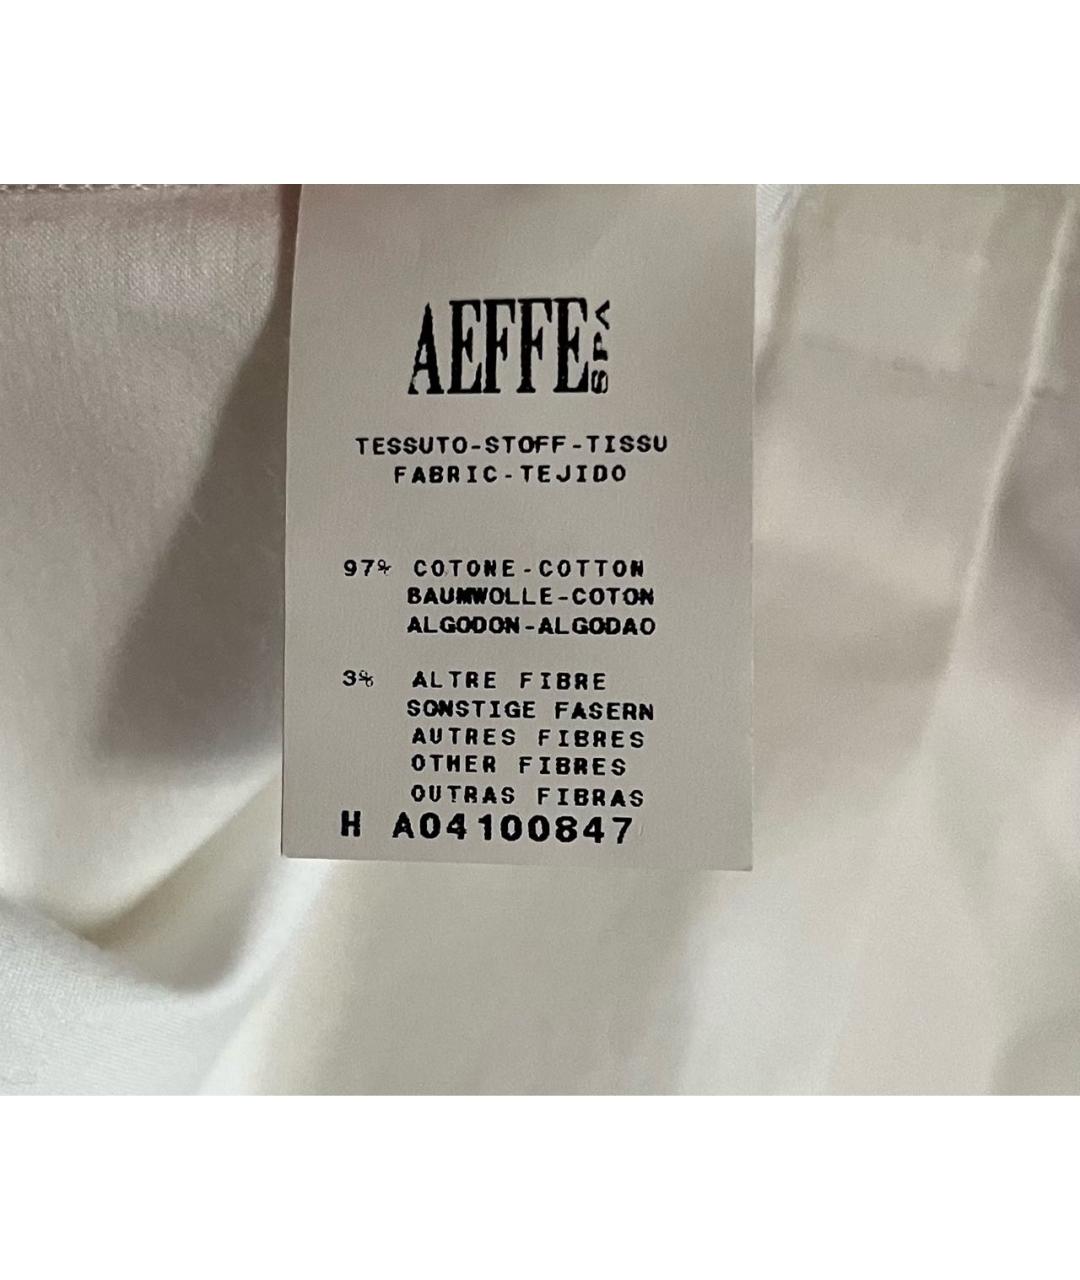 AEFFE SPA
TESSUTO-STOFF-TISSU
FABRIC-TEJIDO
97% COTONE-COTTON
BAUMWOLLE-COTON
ALGODON-ALGODAO
3% ALTRE FIBRE
SONSTIGE FASERN
AUTRES FIBRES
OTHER FIBRES
OUTRAS FIBRAS
H A04100847